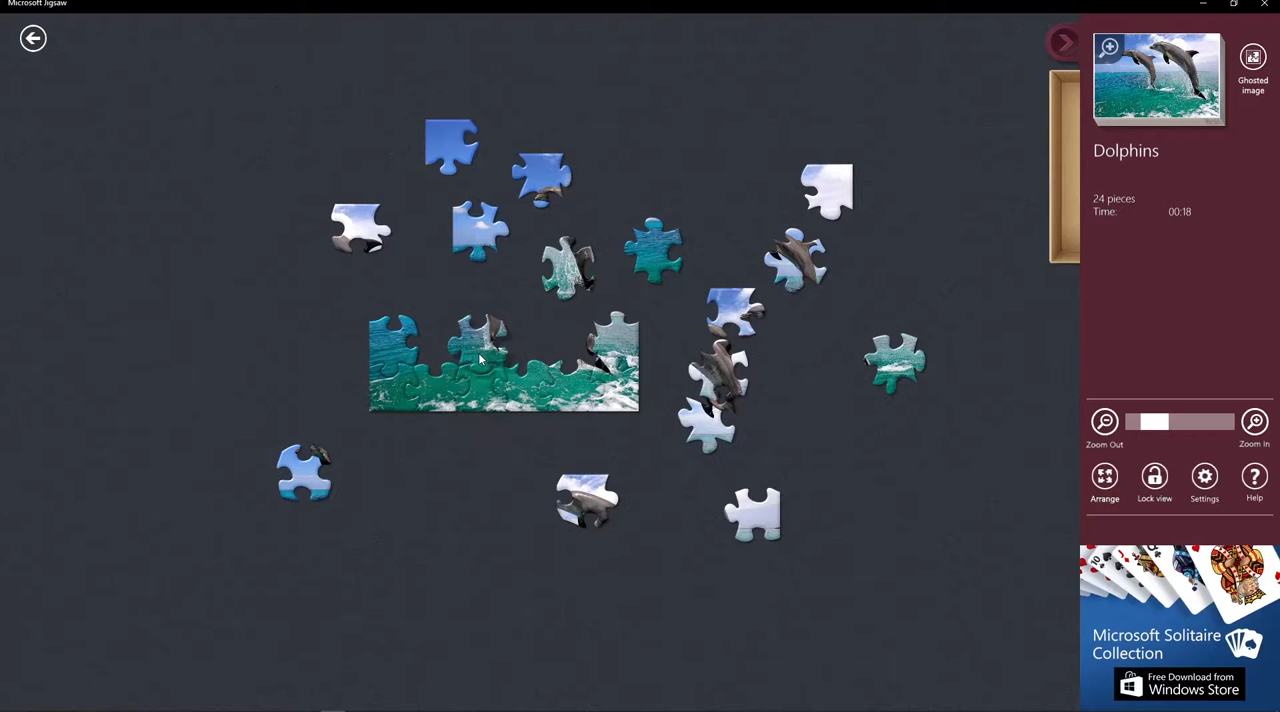 Microsoft Jigsaw
Ghosted
image
Dolphins
24 pieces
Time: 00:18
Zoom Out
Zoom In
Arrange
Lock view
Settings
Help
Microsoft Solitaire
Collection
Free Download from
Windows Store